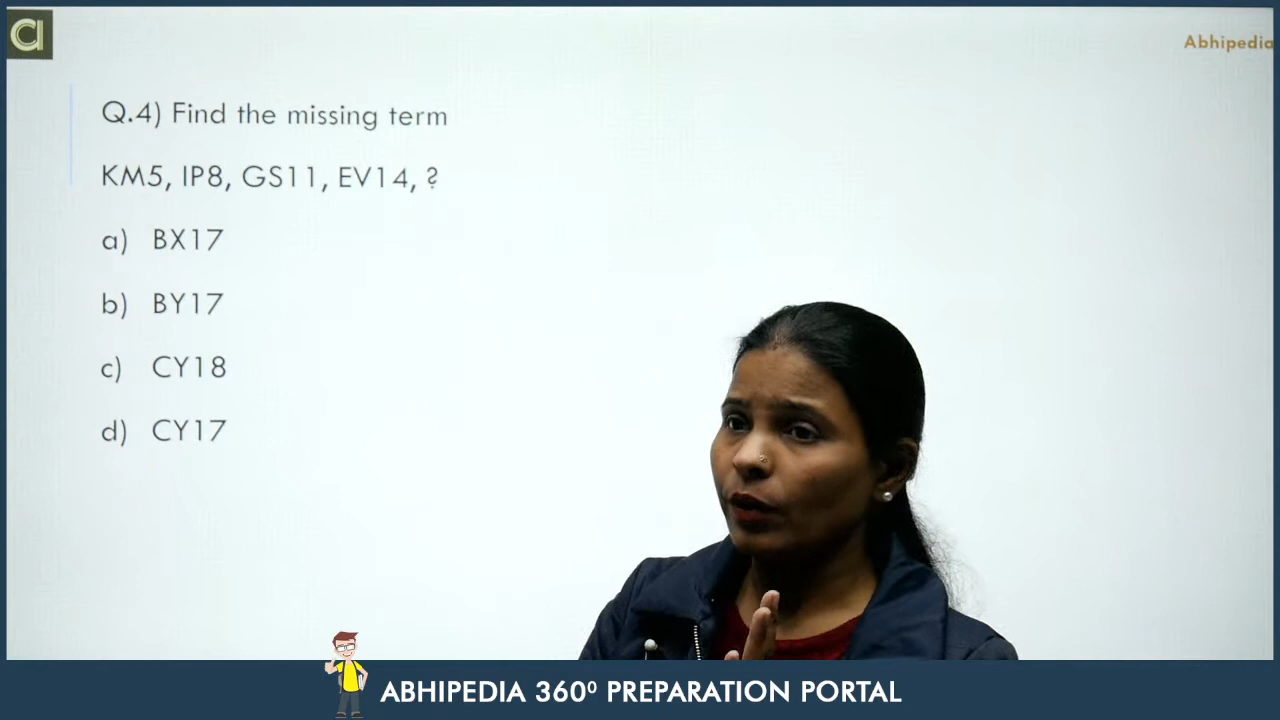 Abhipedia
Q.4) Find the missing term
KM5, IP8, GS11, EV14, ?
a) BX17
b) BY17
c) CY18
d) CY17
ABHIPEDIA 360⁰ PREPARATION PORTAL